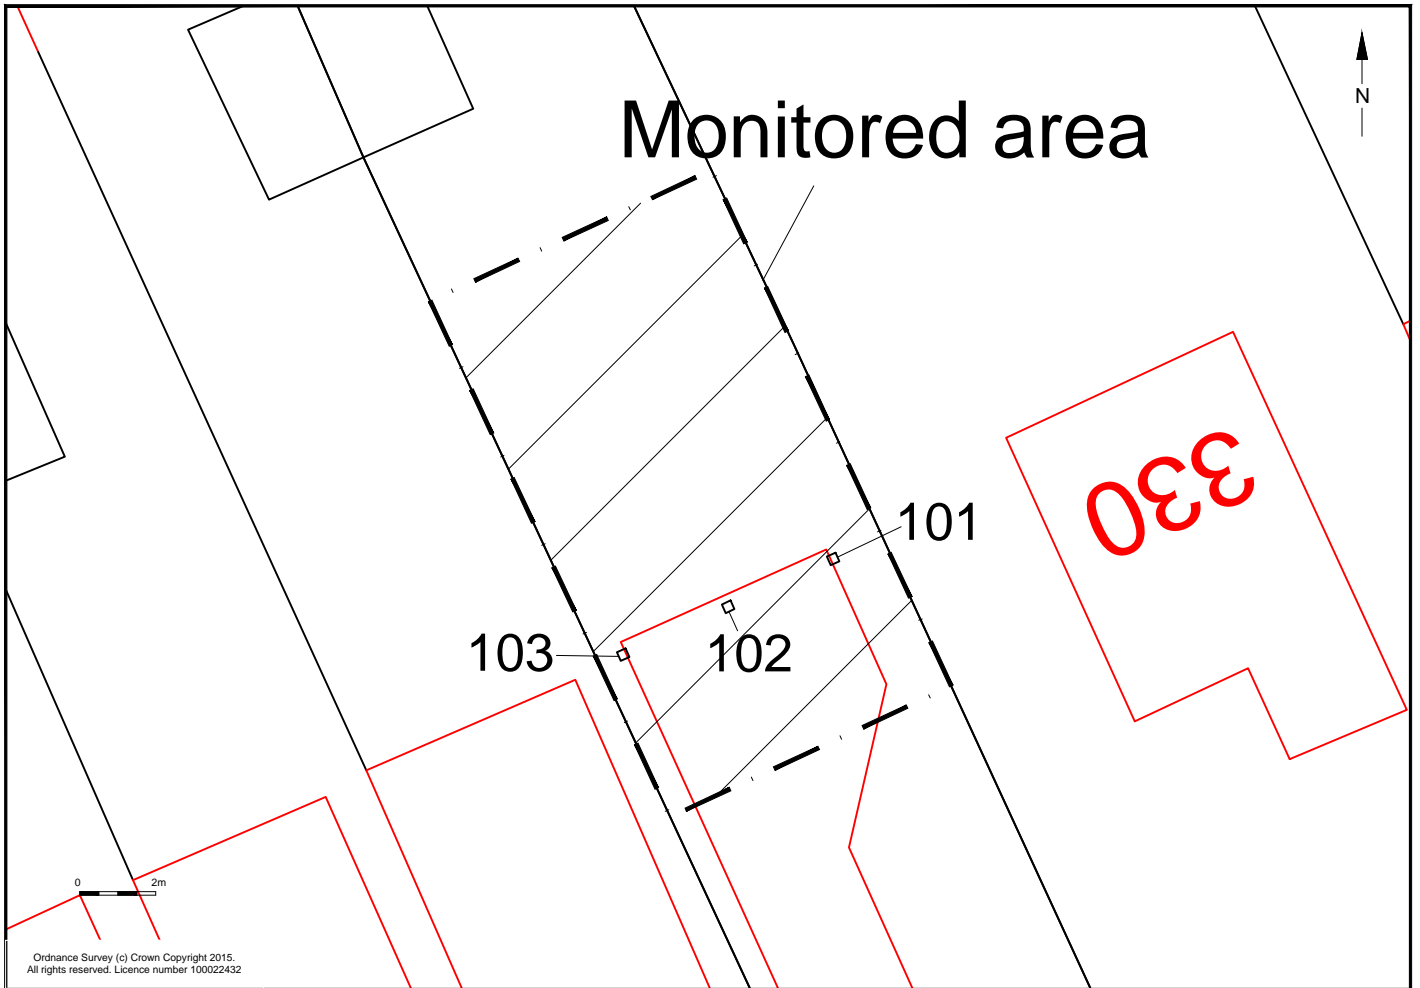 N
Monitored area
330
101
103
102
0 2m
Ordnance Survey (c) Crown Copyright 2015.
All rights reserved. Licence number 100022432